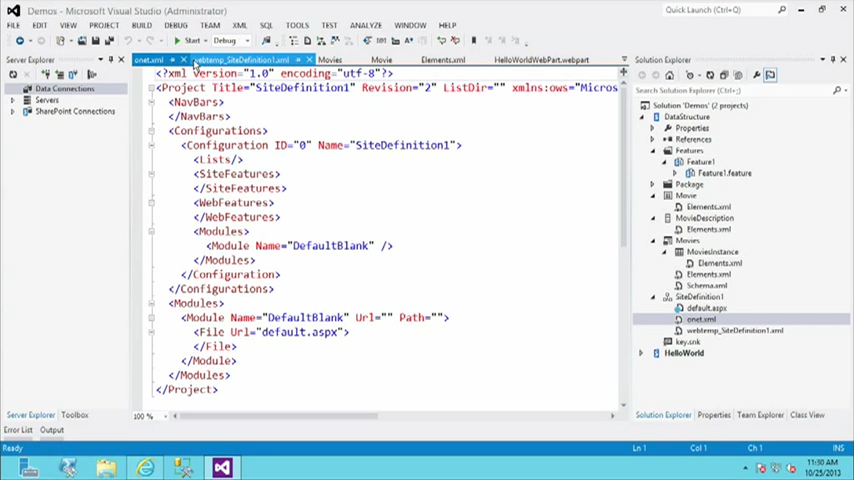 Demos - Microsoft Visual Studio
Quick Launch (Ctrl+Q)
FILE EDIT VIEW PROJECT BUILD DEBUG TEAM XML SQL TOOLS TEST ANALYZE WINDOW HELP
Start Debug
Server Explorer
onet.xml webtemp_SiteDefinition1.xml Movies Movie Elements.xml HelloWorldWebPart.webpart
Solution Explorer
Data Connections
Servers
SharePoint Connections
<?xml version="1.0" encoding="utf-8"?>
<Project Title="SiteDefinition1" Revision="2" ListDir="" xmlns:ows="Micros
<NavBars>
</NavBars>
<Configurations>
<Configuration ID="0" Name="SiteDefinition1">
<Lists/>
<SiteFeatures>
</SiteFeatures>
<WebFeatures>
</WebFeatures>
<Modules>
<Module Name="DefaultBlank" />
</Modules>
</Configuration>
</Configurations>
<Modules>
<Module Name="DefaultBlank" Url="" Path="">
<File Url="default.aspx">
</File>
</Module>
</Modules>
</Project>
Search Solution Explorer (Ctrl+;)
Solution 'Demos' (2 projects)
DataStructure
Properties
References
Features
Feature1
Feature1.feature
Package
Movie
Elements.xml
MovieDescription
Elements.xml
Movies
MoviesInstance
Elements.xml
Elements.xml
Schema.xml
SiteDefinition1
default.aspx
onet.xml
webtemp_SiteDefinition1.xml
key.snk
HelloWorld
100 %
Server Explorer Toolbox
Solution Explorer Properties Team Explorer Class View
Error List Output
Ready Ln 1 Col 1 Ch 1 INS
11:30 AM
10/25/2013